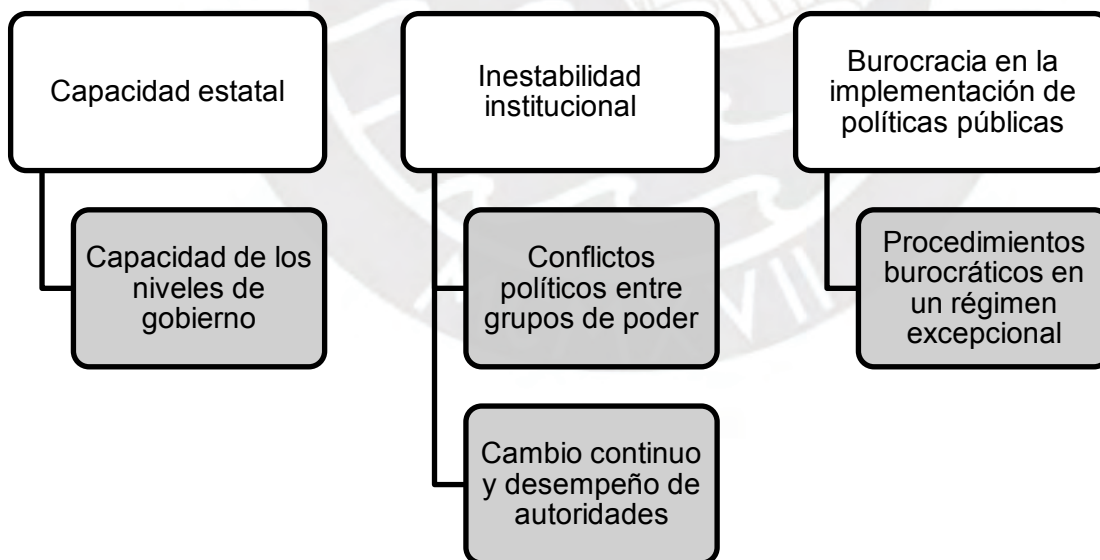 Capacidad estatal
Capacidad de los
niveles de
gobierno
Inestabilidad
institucional
Conflictos
políticos entre
grupos de poder
Cambio continuo
y desempeño de
autoridades
Burocracia en la
implementación de
políticas públicas
Procedimientos
burocráticos en
un régimen
excepcional